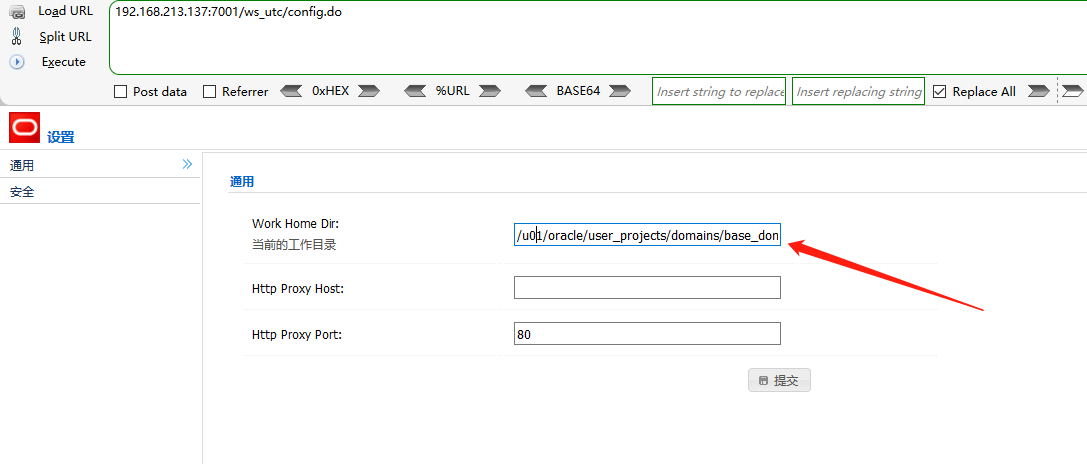 Load URL
192.168.213.137:7001/ws_utc/config.do
Split URL
Execute
Post data Referrer 0xHEX %URL BASE64 Insert string to replace Insert replacing string Replace All
设置
通用
安全
通用
Work Home Dir:
当前的工作目录
/u01/oracle/user_projects/domains/base_don
Http Proxy Host:
Http Proxy Port:
80
提交